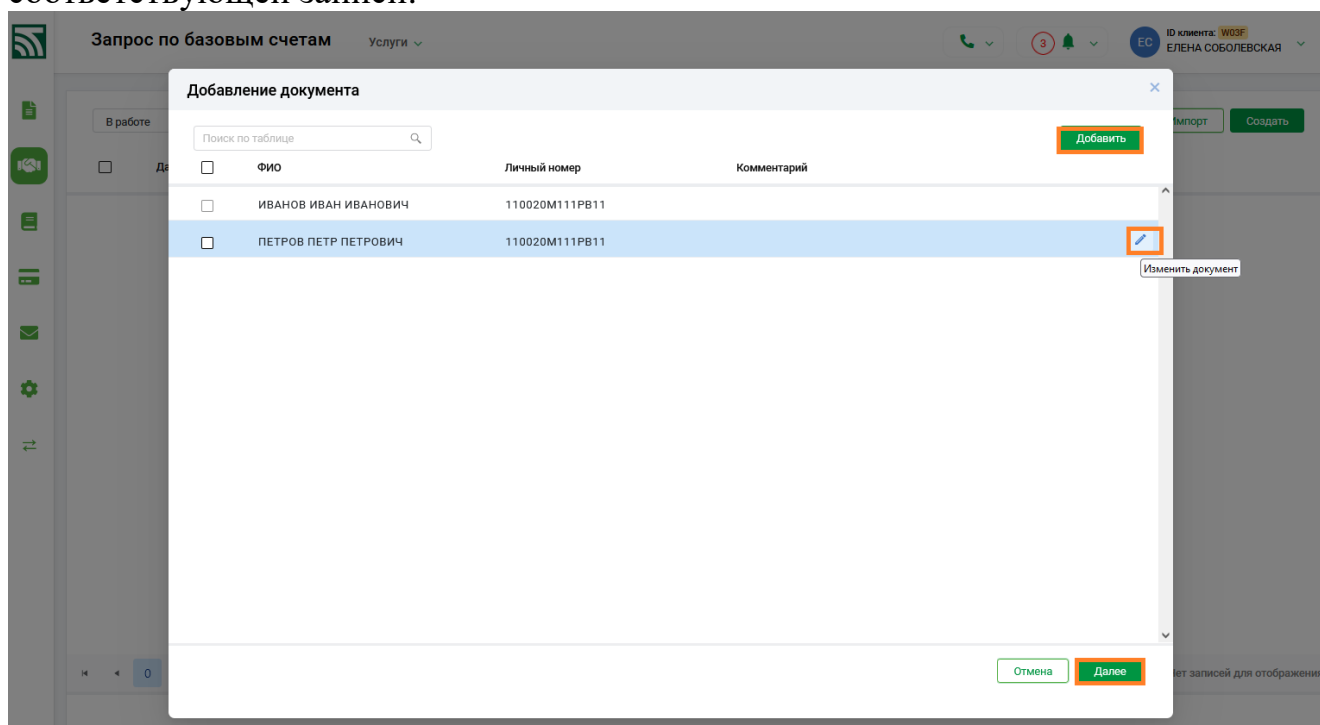 соответствующей записи:
Запрос по базовым счетам Услуги 3 ЕС ID клиента: W03F
ЕЛЕНА СОБОЛЕВСКАЯ
Добавление документа
В работе Импорт Создать
Поиск по таблице Добавить
ФИО Личный номер Комментарий
ИВАНОВ ИВАН ИВАНОВИЧ 110020M111PB11
ПЕТРОВ ПЕТР ПЕТРОВИЧ 110020M111PB11
Изменить документ
Отмена Далее
0 Нет записей для отображения